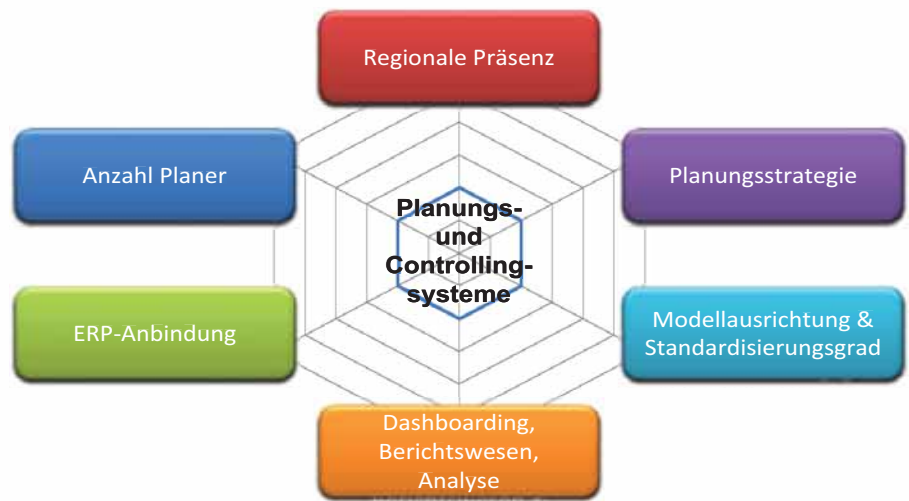 Regionale Präsenz
Anzahl Planer
Planungsstrategie
Planungs-
und
Controlling-
systeme
ERP-Anbindung
Modellausrichtung &
Standardisierungsgrad
Dashboarding,
Berichtswesen,
Analyse